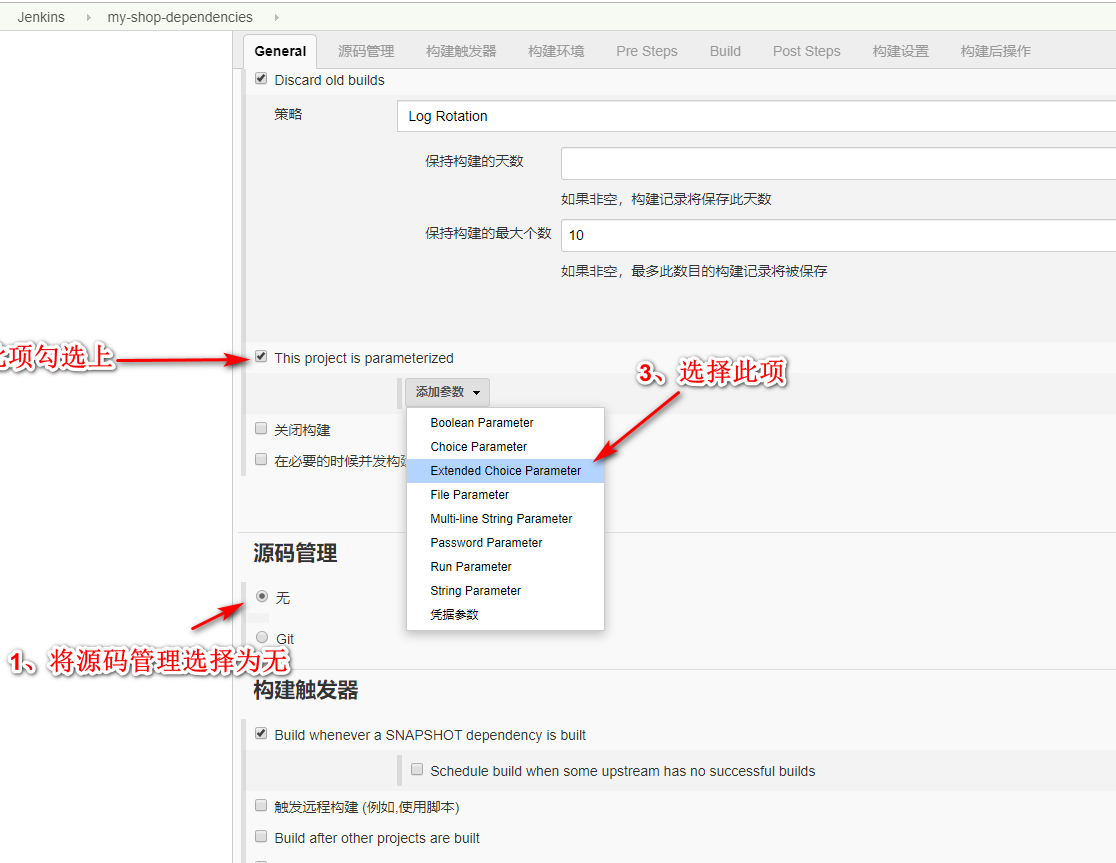 Jenkins my-shop-dependencies
General 源码管理 构建触发器 构建环境 Pre Steps Build Post Steps 构建设置 构建后操作
Discard old builds
策略 Log Rotation
保持构建的天数
如果非空，构建记录将保存此天数
保持构建的最大个数 10
如果非空，最多此数目的构建记录将被保存
项勾选上 This project is parameterized
3、选择此项
添加参数
Boolean Parameter
关闭构建
Choice Parameter
在必要的时候并发构
Extended Choice Parameter
File Parameter
Multi-line String Parameter
Password Parameter
Run Parameter
String Parameter
凭据参数
源码管理
无
Git
1、将源码管理选择为无
构建触发器
Build whenever a SNAPSHOT dependency is built
Schedule build when some upstream has no successful builds
触发远程构建 (例如,使用脚本)
Build after other projects are built